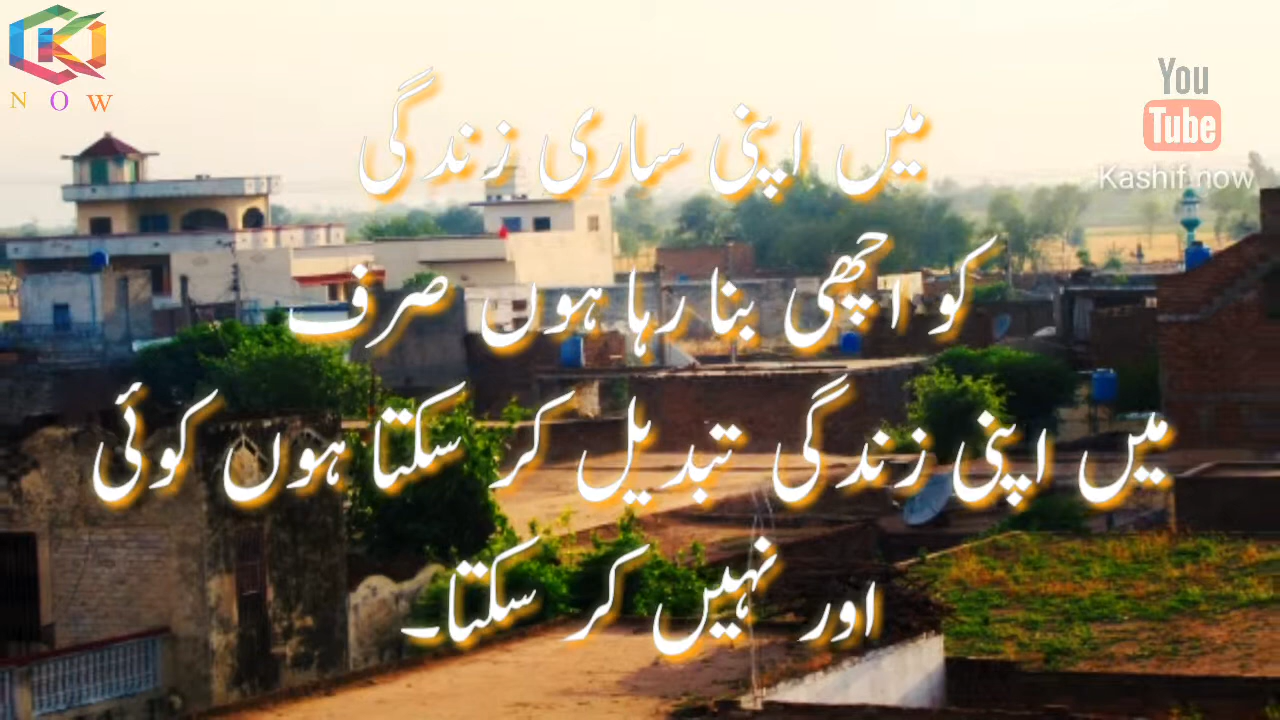 NOW
You
Tube
Kashif now
میں اپنی ساری زندگی
کو اچھی بنا رہا ہوں صرف
میں اپنی زندگی تبدیل کر سکتا ہوں کوئی
اور نہیں کر سکتا۔